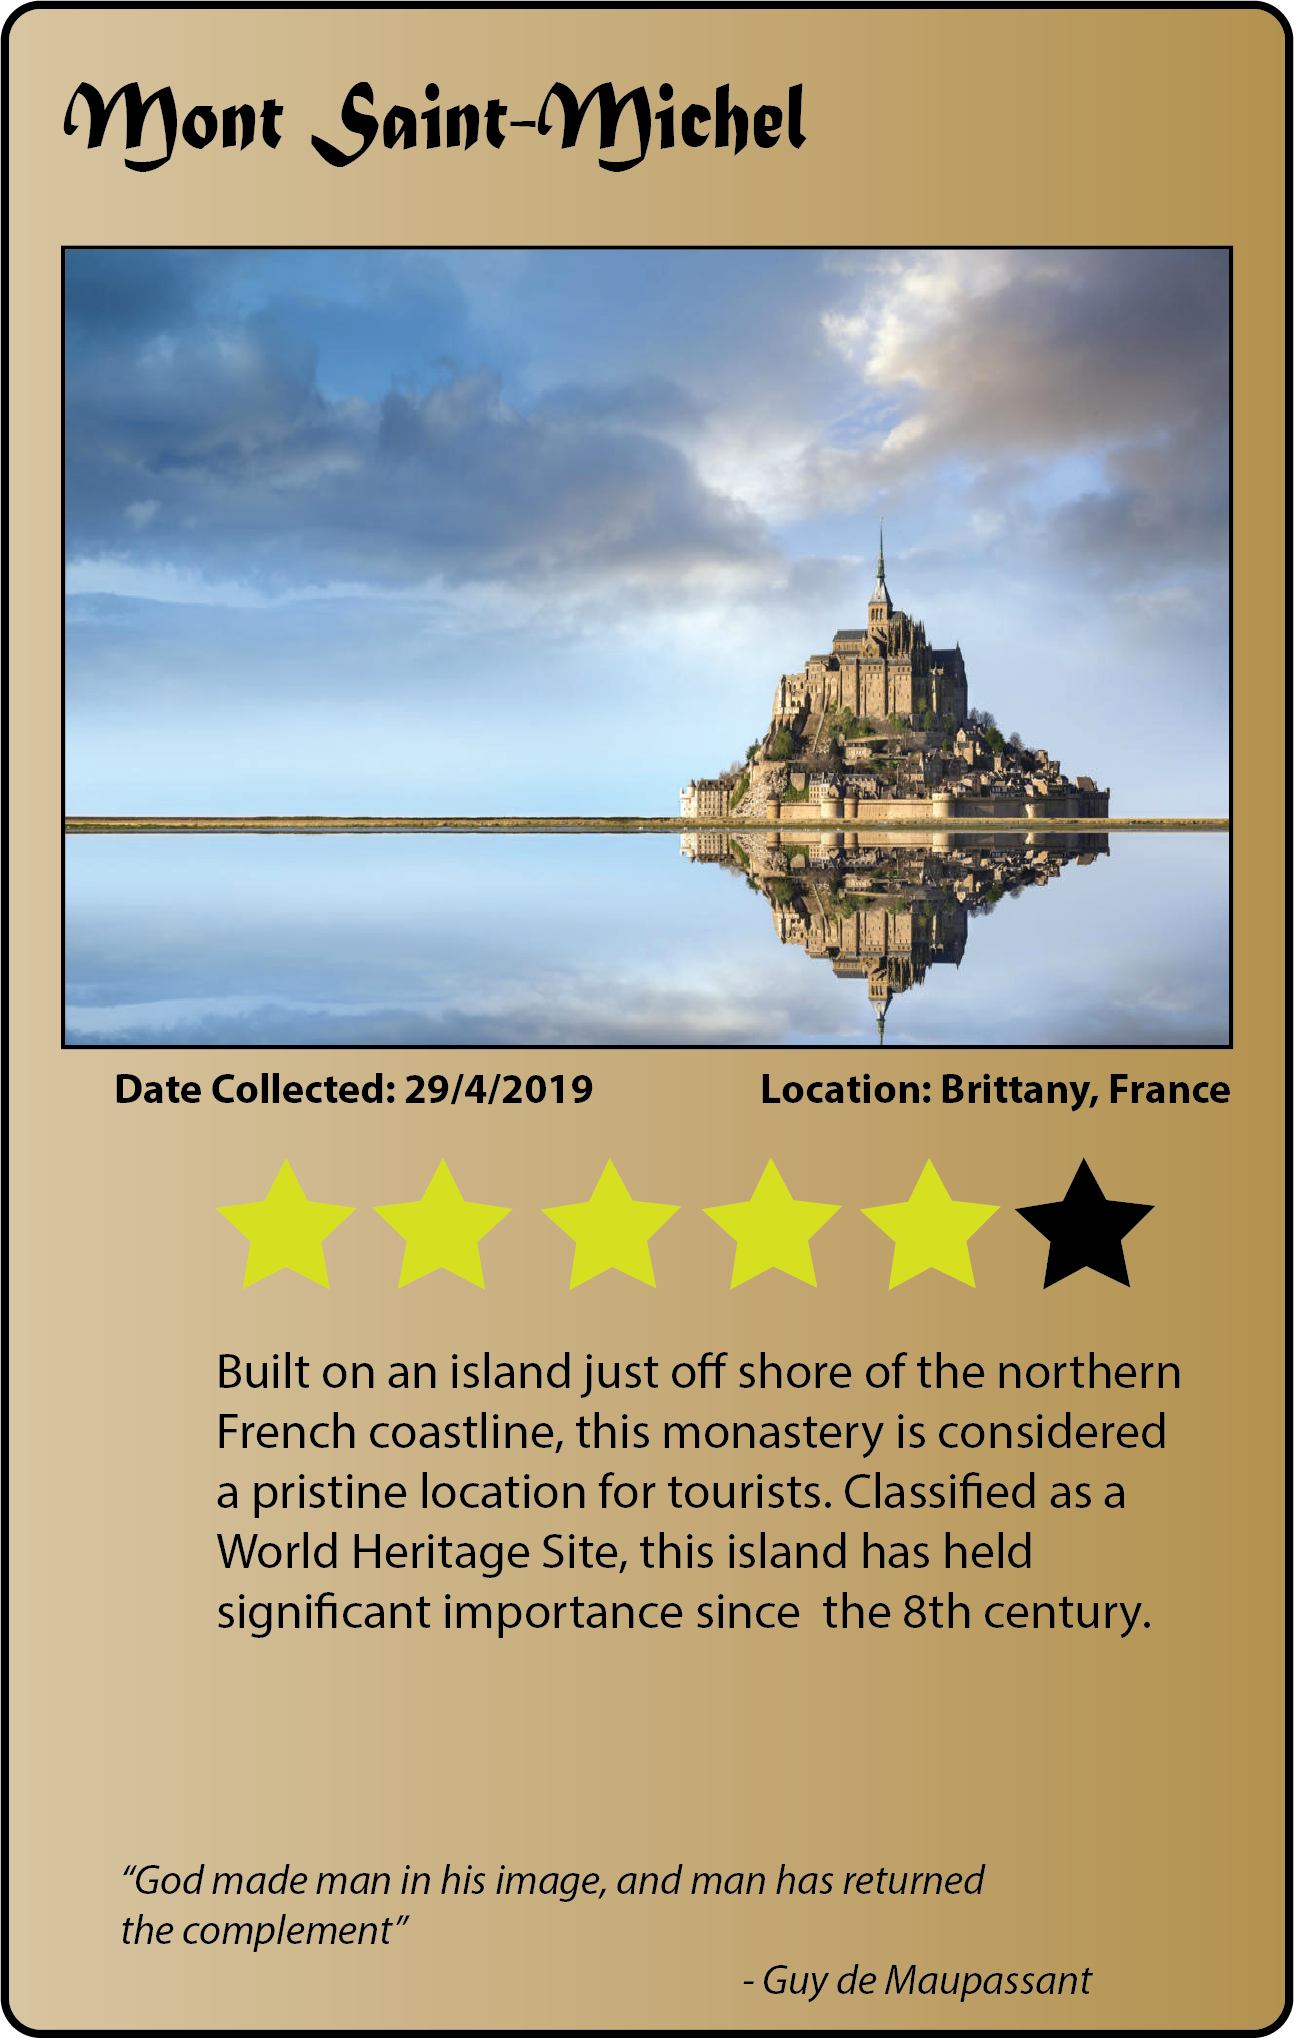 Mont Saint-Michel
Date Collected: 29/4/2019
Location: Brittany, France
Built on an island just off shore of the northern
French coastline, this monastery is considered
a pristine location for tourists. Classified as a
World Heritage Site, this island has held
significant importance since  the 8th century.
“God made man in his image, and man has returned
the complement”
- Guy de Maupassant